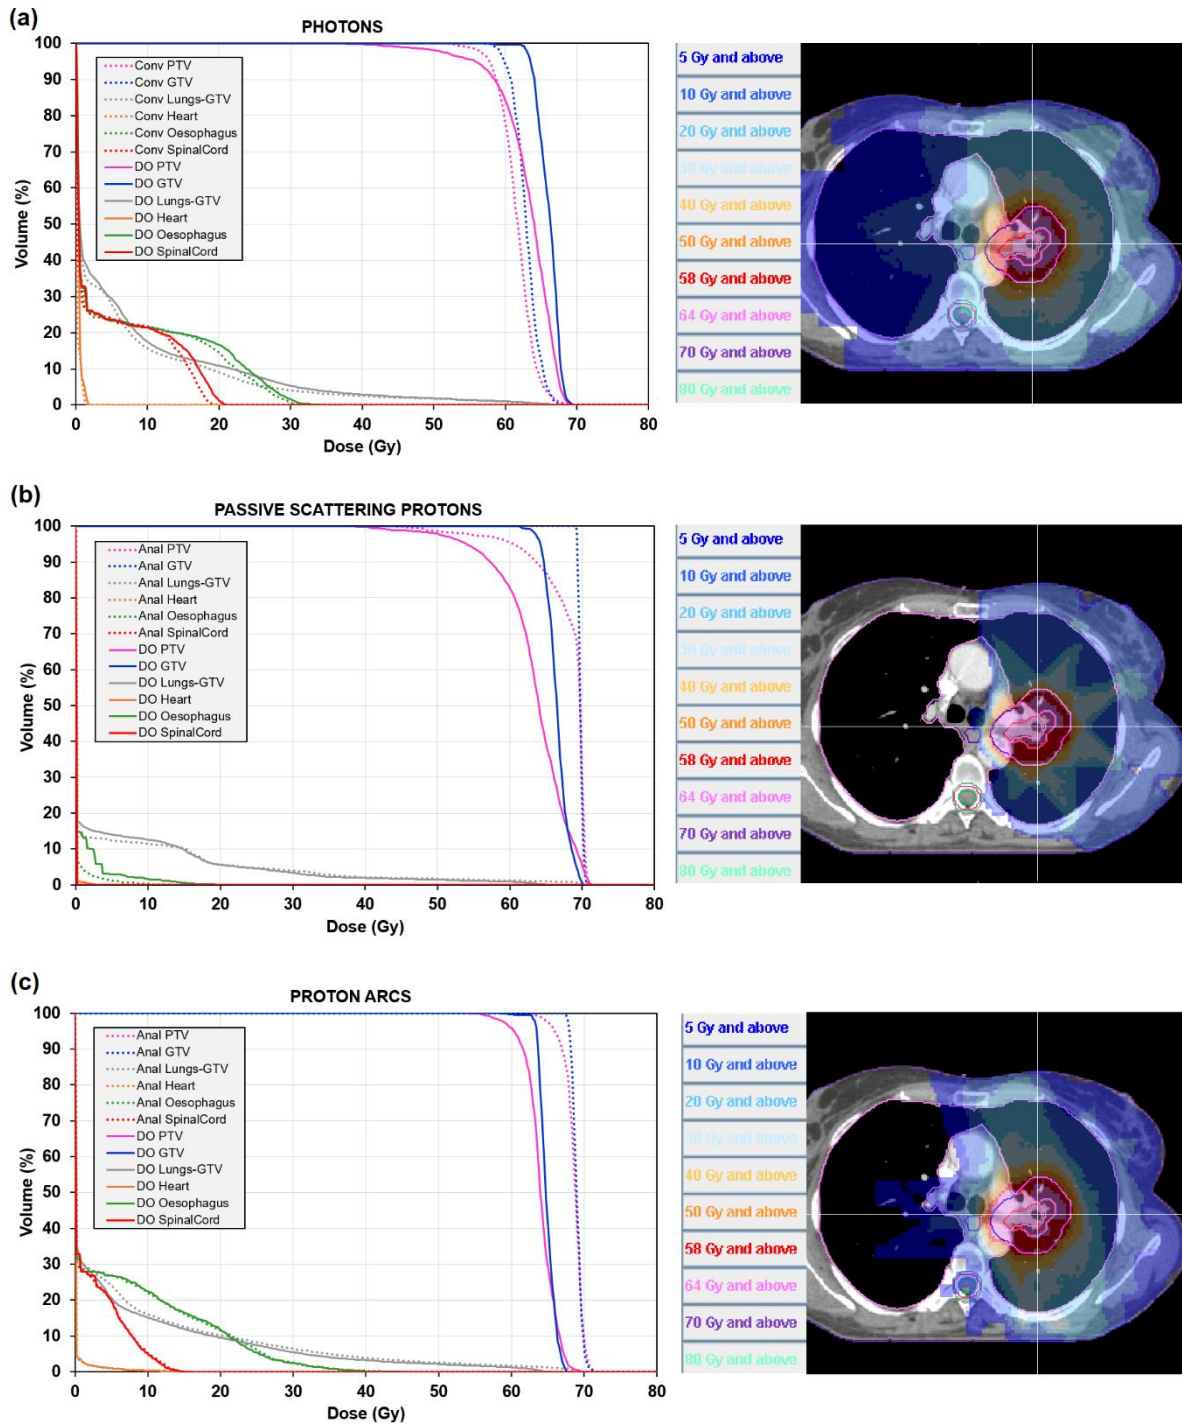 (a)
PHOTONS
100
90
80
70
60
50
40
30
20
10
0
Volume (%)
Conv PTV
Conv GTV
Conv Lungs-GTV
Conv Heart
Conv Oesophagus
Conv SpinalCord
DO PTV
DO GTV
DO Lungs-GTV
DO Heart
DO Oesophagus
DO SpinalCord
0 10 20 30 40 50 60 70 80
Dose (Gy)
5 Gy and above
10 Gy and above
20 Gy and above
30 Gy and above
40 Gy and above
50 Gy and above
58 Gy and above
64 Gy and above
70 Gy and above
80 Gy and above
(b)
PASSIVE SCATTERING PROTONS
100
90
80
70
60
50
40
30
20
10
0
Volume (%)
Anal PTV
Anal GTV
Anal Lungs-GTV
Anal Heart
Anal Oesophagus
Anal SpinalCord
DO PTV
DO GTV
DO Lungs-GTV
DO Heart
DO Oesophagus
DO SpinalCord
0 10 20 30 40 50 60 70 80
Dose (Gy)
5 Gy and above
10 Gy and above
20 Gy and above
30 Gy and above
40 Gy and above
50 Gy and above
58 Gy and above
64 Gy and above
70 Gy and above
80 Gy and above
(c)
PROTON ARCS
100
90
80
70
60
50
40
30
20
10
0
Volume (%)
Anal PTV
Anal GTV
Anal Lungs-GTV
Anal Heart
Anal Oesophagus
Anal SpinalCord
DO PTV
DO GTV
DO Lungs-GTV
DO Heart
DO Oesophagus
DO SpinalCord
0 10 20 30 40 50 60 70 80
Dose (Gy)
5 Gy and above
10 Gy and above
20 Gy and above
30 Gy and above
40 Gy and above
50 Gy and above
58 Gy and above
64 Gy and above
70 Gy and above
80 Gy and above